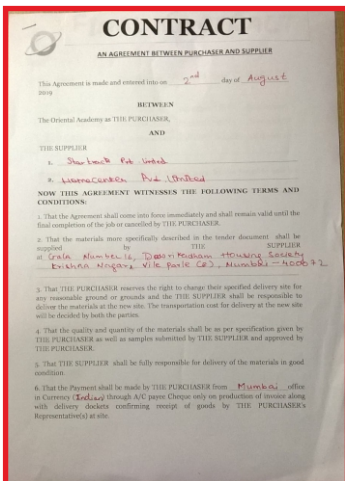 CONTRACT
AN AGREEMENT BETWEEN PURCHASER AND SUPPLIER
This Agreement is made and entered into on 2nd day of August
2019
BETWEEN
The Oriental Academy as THE PURCHASER,
AND
THE SUPPLIER
1. Pvt
2. Pvt Limited
NOW THIS AGREEMENT WITNESSES THE FOLLOWING TERMS AND
CONDITIONS:
1. That the Agreement shall come into force immediately and shall remain valid until the
final completion of the job or cancelled by THE PURCHASER.
2. That the materials more specifically described in the tender document shall be
supplied by THE SUPPLIER
at Gala Number 12, Housing Society
Krishna Nagar, Vile Parle (E), Mumbai - 400072
3. That THE PURCHASER reserves the right to change their specified delivery site for
any reasonable ground or grounds and the THE SUPPLIER shall be responsible to
deliver the materials at the new site. The transportation cost for delivery at the new site
will be decided by both the parties.
4. That the quality and quantity of the materials shall be as per specification given by
THE PURCHASER as well as samples submitted by THE SUPPLIER and approved by
THE PURCHASER.
5. That THE SUPPLIER shall be fully responsible for delivery of the materials in good
condition.
6. That the Payment shall be made by THE PURCHASER from Mumbai office
in Currency (Indian) through A/C payee Cheque only on production of invoice along
with delivery dockets confirming receipt of goods by THE PURCHASER's
Representative(s) at site.